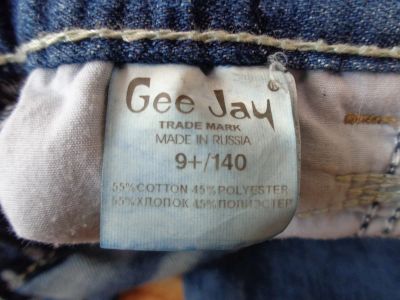 Gee Jay ®
TRADE MARK
MADE IN RUSSIA
9+/140
55%COTTON 45%POLYESTER
55%ХЛОПОК 45%ПОЛИЭСТЕР